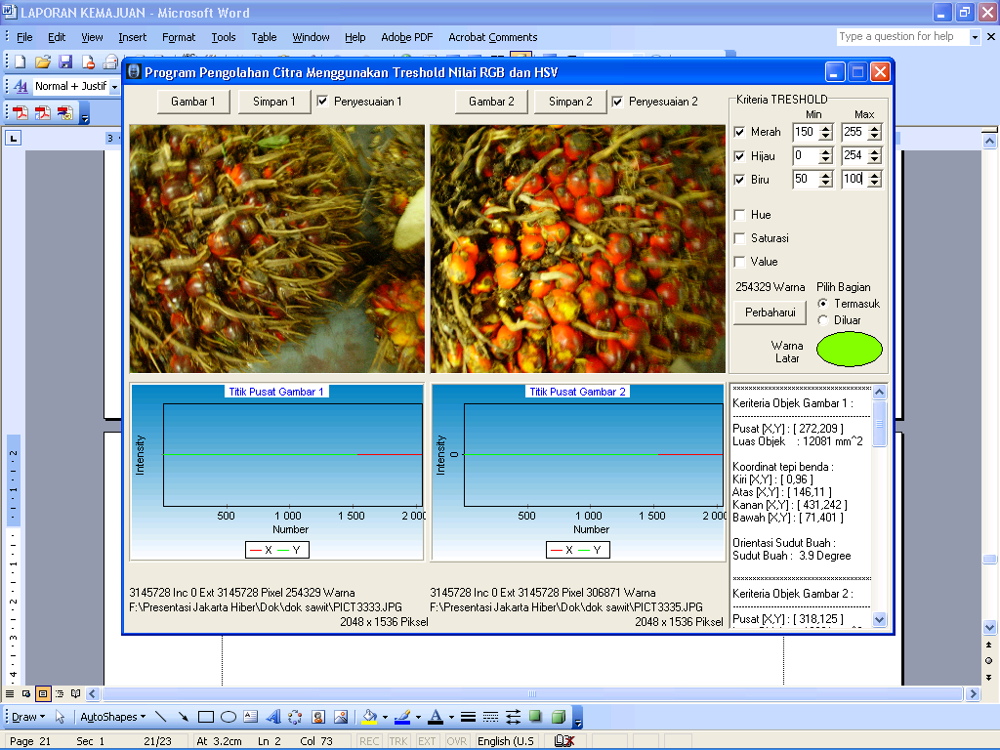 LAPORAN KEMAJUAN - Microsoft Word
File Edit View Insert Format Tools Table Window Help Adobe PDF Acrobat Comments
Type a question for help
Normal + Justif
Program Pengolahan Citra Menggunakan Treshold Nilai RGB dan HSV
Gambar 1 Simpan 1 Penyesuaian 1 Gambar 2 Simpan 2 Penyesuaian 2
Kriteria TRESHOLD
Min Max
Merah 150 255
Hijau 0 254
Biru 50 100
Hue
Saturasi
Value
254329 Warna Pilih Bagian
Perbaharui Termasuk
Diluar
Warna
Latar
Titik Pusat Gambar 1
Intensity
500 1 000 1 500 2 000
Number
X Y
Titik Pusat Gambar 2
Intensity
0
500 1 000 1 500 2 000
Number
X Y
Keriteria Objek Gambar 1 :
Pusat [X,Y] : [ 272,209 ]
Luas Objek : 12081 mm^2
Koordinat tepi benda :
Kiri [X,Y] : [ 0,96 ]
Atas [X,Y] : [ 146,11 ]
Kanan [X,Y] : [ 431,242 ]
Bawah [X,Y] : [ 71,401 ]
Orientasi Sudut Buah :
Sudut Buah : 3.9 Degree
Keriteria Objek Gambar 2 :
Pusat [X,Y] : [ 318,125 ]
3145728 Inc 0 Ext 3145728 Pixel 254329 Warna
F:\Presentasi Jakarta Hiber\Dok\dok sawit\PICT3333.JPG
2048 x 1536 Piksel
3145728 Inc 0 Ext 3145728 Pixel 306871 Warna
F:\Presentasi Jakarta Hiber\Dok\dok sawit\PICT3335.JPG
2048 x 1536 Piksel
Draw AutoShapes
Page 21 Sec 1 21/23 At 3.2cm Ln 2 Col 73 REC TRK EXT OVR English (U.S